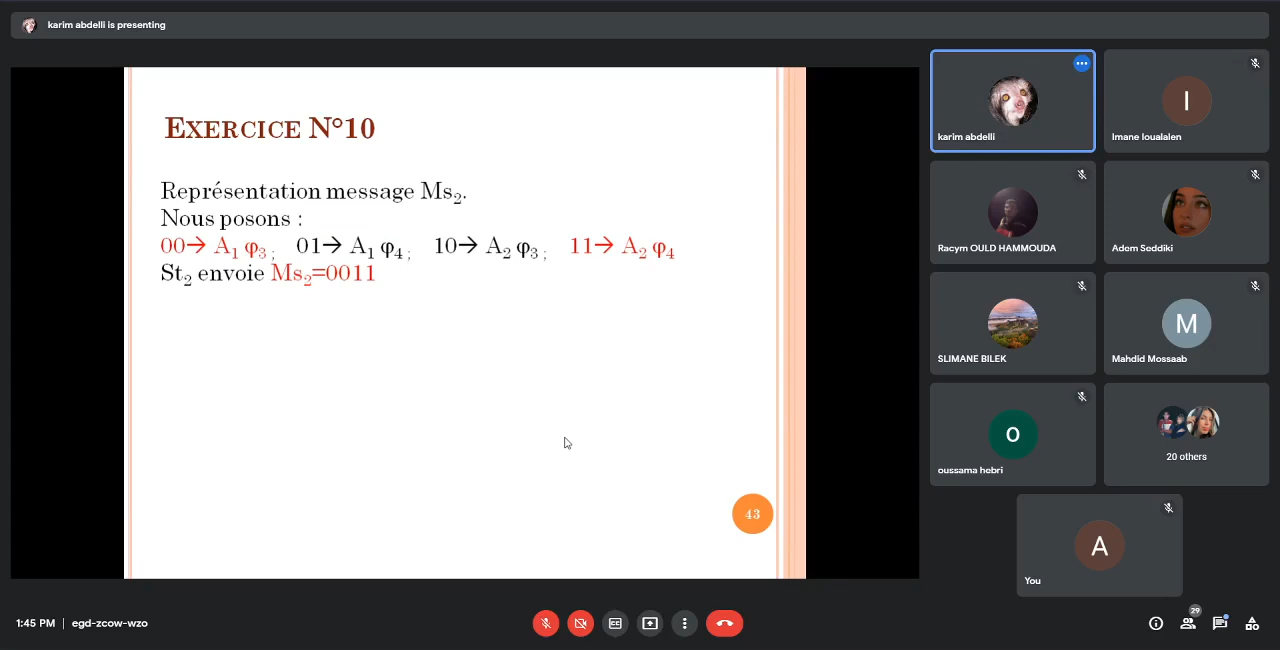 karim abdelli is presenting
EXERCICE N°10
Représentation message Ms₂.
Nous posons :
00→ A₁ φ₃ ; 01→ A₁ φ₄ ; 10→ A₂ φ₃ ; 11→ A₂ φ₄
St₂ envoie Ms₂=0011
43
karim abdelli
I
Imane loualalen
Racym OULD HAMMOUDA
Adem Seddiki
SLIMANE BILEK
M
Mahdid Mossaab
o
oussama hebri
20 others
A
You
1:45 PM | egd-zcow-wzo
29